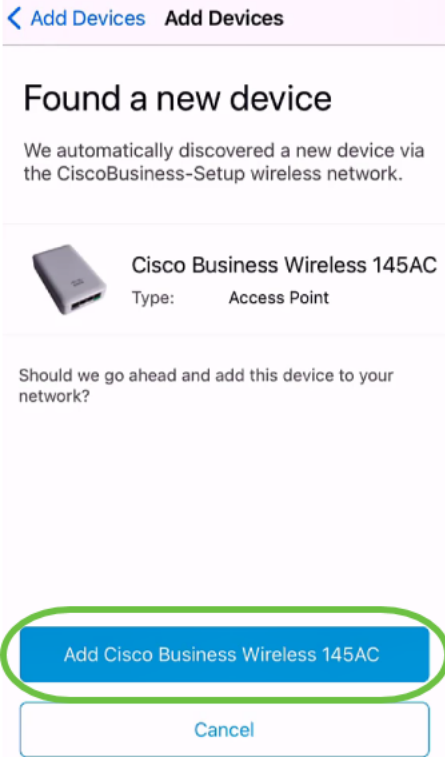 Add Devices Add Devices
Found a new device
We automatically discovered a new device via
the CiscoBusiness-Setup wireless network.
Cisco Business Wireless 145AC
Type: Access Point
Should we go ahead and add this device to your
network?
Add Cisco Business Wireless 145AC
Cancel